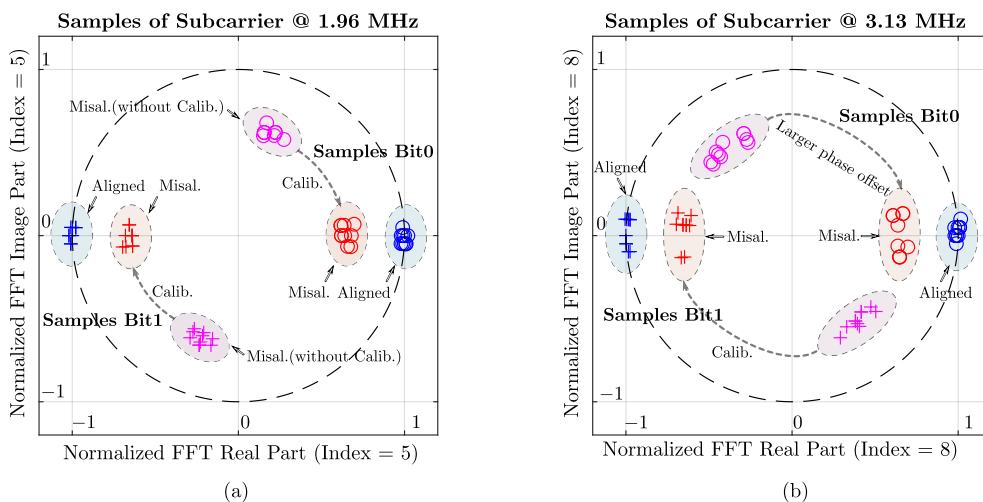 Samples of Subcarrier @ 1.96 MHz
Normalized FFT Image Part (Index = 5)
1
0
−1
Misal.(without Calib.)
Samples Bit0
Calib.
Aligned
Misal.
Misal.
Aligned
Calib.
Samples Bit1
Misal.(without Calib.)
−1
0
1
Normalized FFT Real Part (Index = 5)
(a)
Samples of Subcarrier @ 3.13 MHz
Normalized FFT Image Part (Index = 8)
1
0
−1
Samples Bit0
Larger phase offset
Aligned
Misal.
Misal.
Aligned
Samples Bit1
Calib.
−1
0
1
Normalized FFT Real Part (Index = 8)
(b)